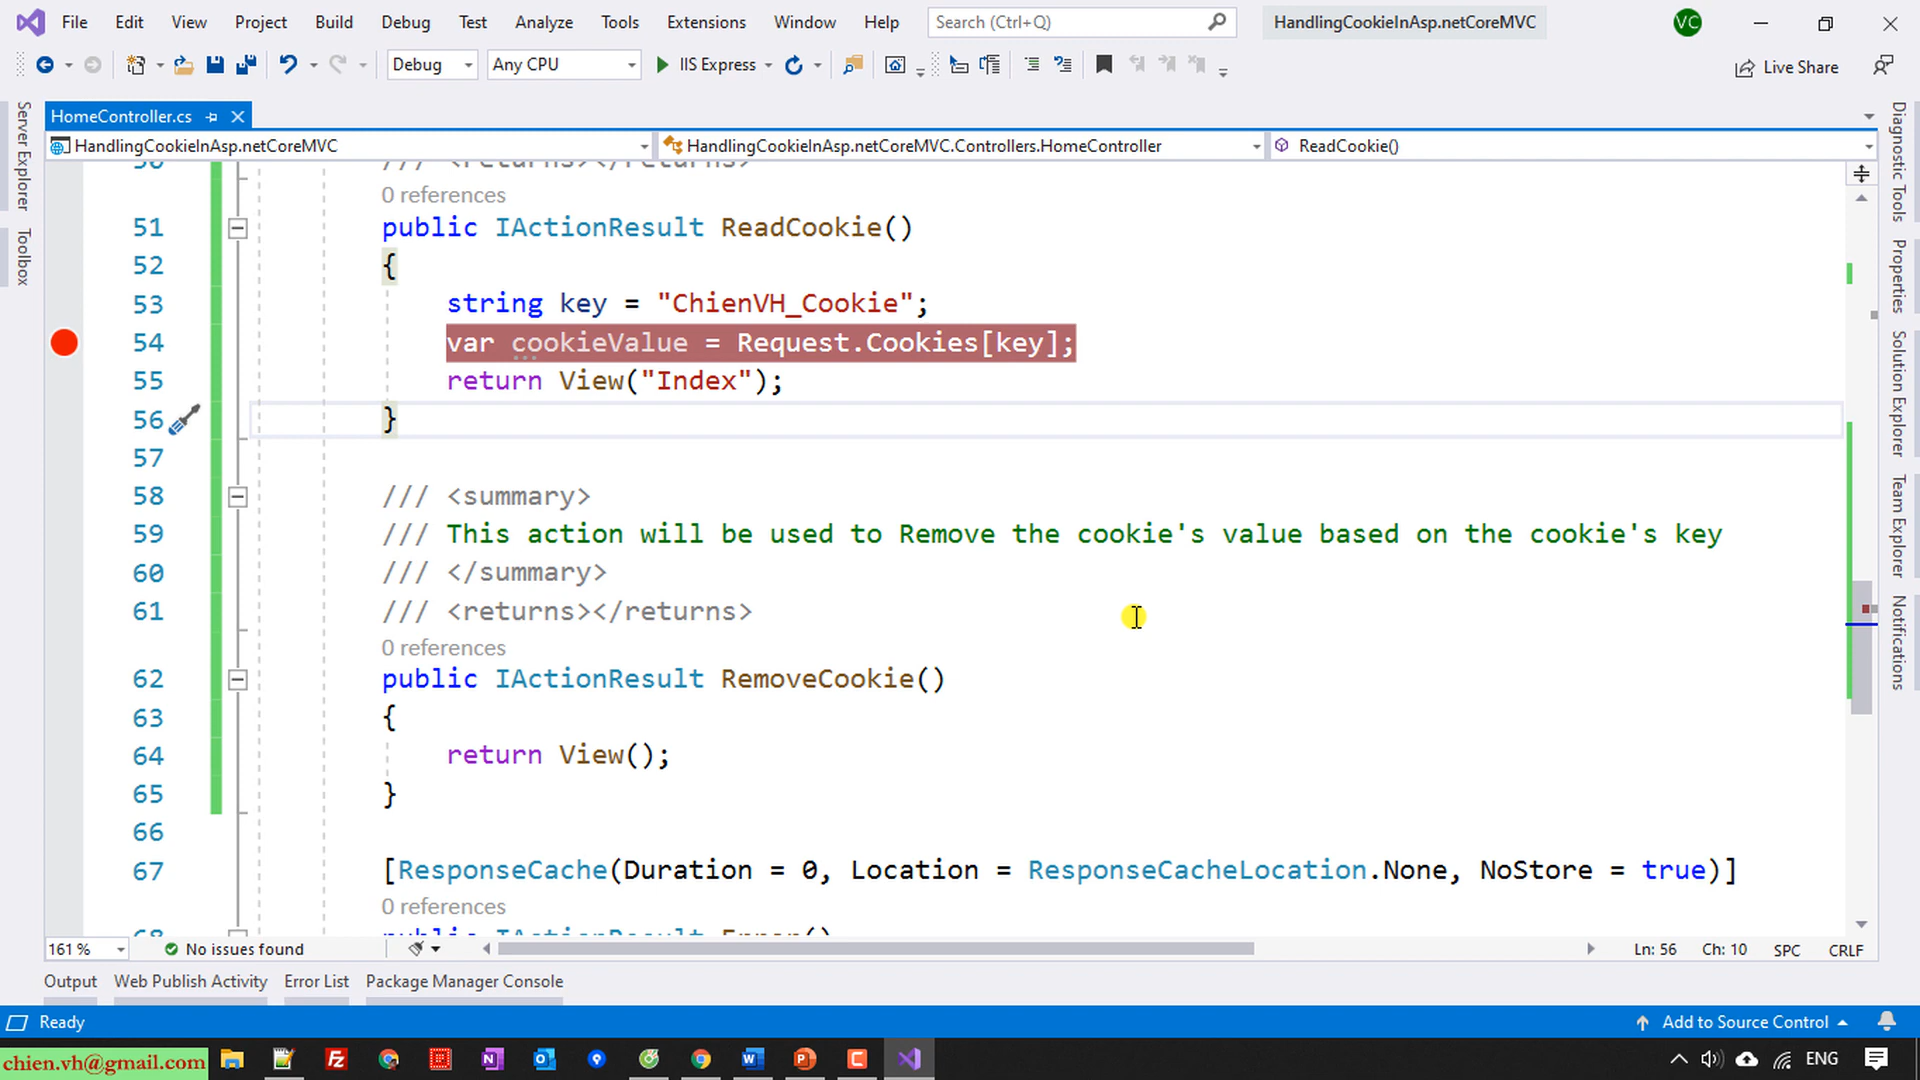 File Edit View Project Build Debug Test Analyze Tools Extensions Window Help Search (Ctrl+Q) HandlingCookieInAsp.netCoreMVC VC
Debug Any CPU IIS Express Live Share
Server Explorer
Toolbox
HomeController.cs
HandlingCookieInAsp.netCoreMVC HandlingCookieInAsp.netCoreMVC.Controllers.HomeController ReadCookie()
50 /// <returns></returns>
0 references
51 public IActionResult ReadCookie()
52 {
53 string key = "ChienVH_Cookie";
54 var cookieValue = Request.Cookies[key];
55 return View("Index");
56 }
57
58 /// <summary>
59 /// This action will be used to Remove the cookie's value based on the cookie's key
60 /// </summary>
61 /// <returns></returns>
0 references
62 public IActionResult RemoveCookie()
63 {
64 return View();
65 }
66
67 [ResponseCache(Duration = 0, Location = ResponseCacheLocation.None, NoStore = true)]
0 references
68 public IActionResult Error()
Diagnostic Tools
Properties
Solution Explorer
Team Explorer
Notifications
161 % No issues found Ln: 56 Ch: 10 SPC CRLF
Output Web Publish Activity Error List Package Manager Console
Ready Add to Source Control
chien.vh@gmail.com ENG